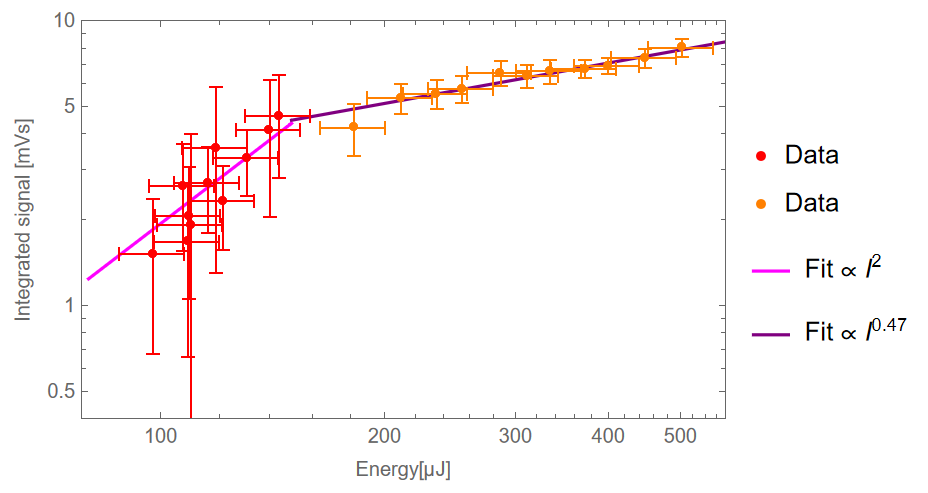 10
5
1
0.5
Integrated signal [mVs]
100 200 300 400 500
Energy[µJ]
Data
Data
Fit ∝ I²
Fit ∝ I^0.47